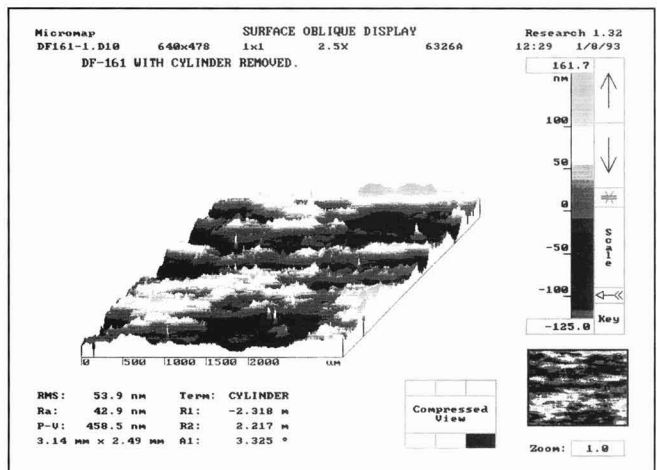 Micromap SURFACE OBLIQUE DISPLAY Research 1.32
DF161-1.D10 640x478 1x1 2.5X 6326A 12:29 1/8/93
DF-161 WITH CYLINDER REMOVED.
161.7
nm
100
50
0
-50
-100
-125.0
Scale
Key
0 500 1000 1500 2000 um
RMS: 53.9 nm Term: CYLINDER
Ra: 42.9 nm R1: -2.318 m
P-V: 458.5 nm R2: 2.217 m
3.14 mm x 2.49 mm A1: 3.325 °
Compressed
View
Zoom: 1.0